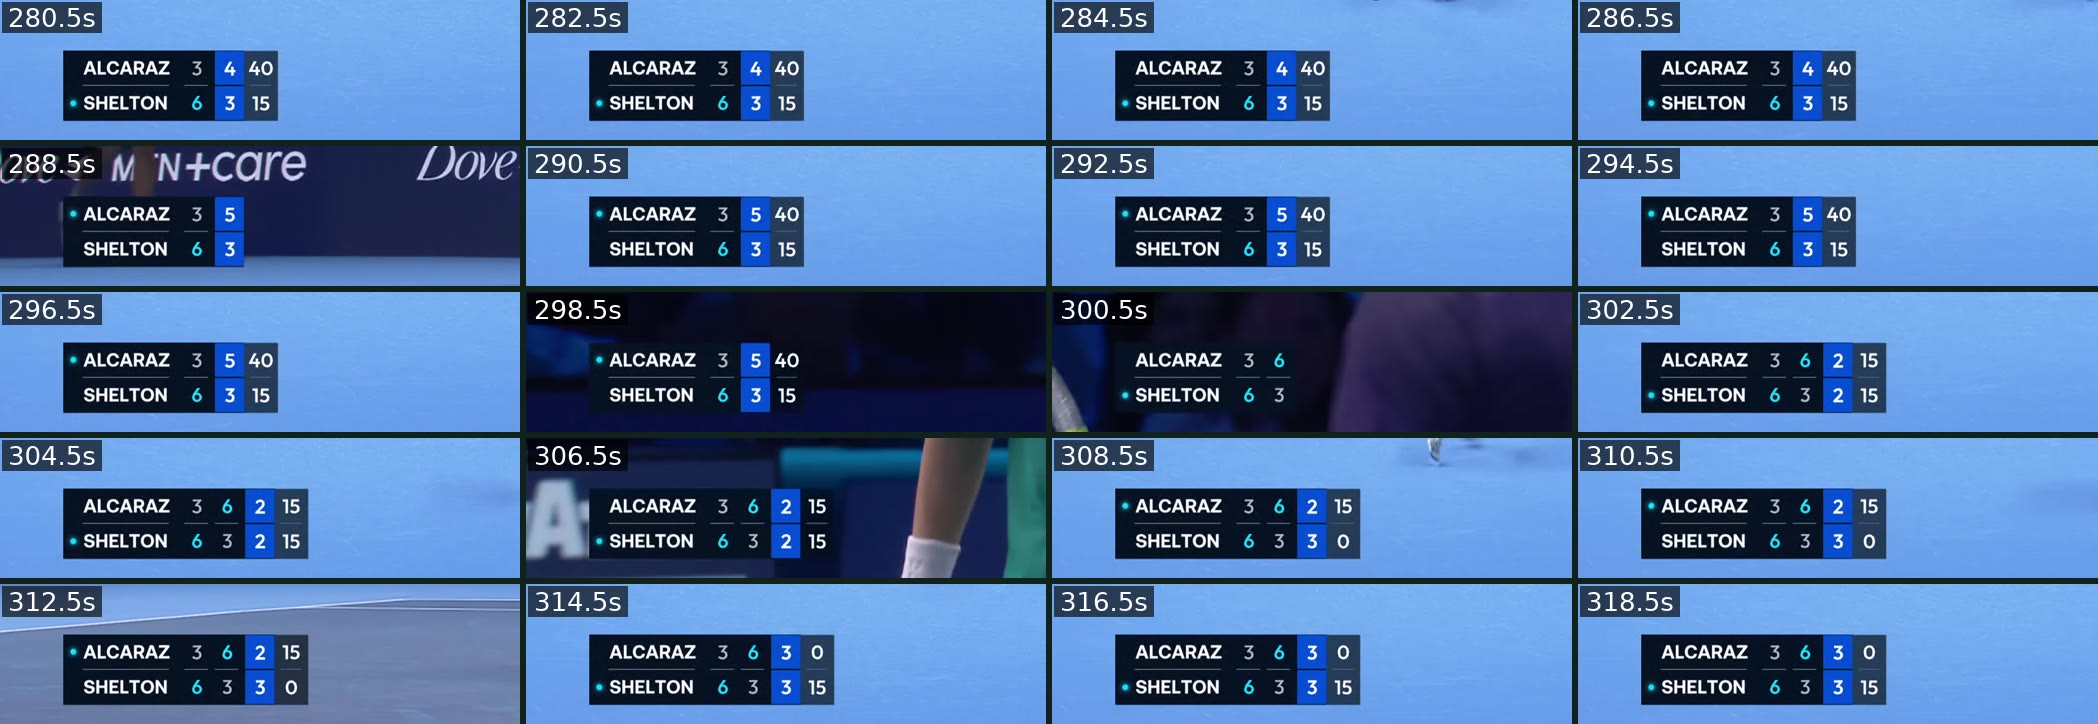 280.5s
ALCARAZ 3 4 40
SHELTON 6 3 15
282.5s
ALCARAZ 3 4 40
SHELTON 6 3 15
284.5s
ALCARAZ 3 4 40
SHELTON 6 3 15
286.5s
ALCARAZ 3 4 40
SHELTON 6 3 15
288.5s
+care Dove
ALCARAZ 3 5
SHELTON 6 3
290.5s
ALCARAZ 3 5 40
SHELTON 6 3 15
292.5s
ALCARAZ 3 5 40
SHELTON 6 3 15
294.5s
ALCARAZ 3 5 40
SHELTON 6 3 15
296.5s
ALCARAZ 3 5 40
SHELTON 6 3 15
298.5s
ALCARAZ 3 5 40
SHELTON 6 3 15
300.5s
ALCARAZ 3 6
SHELTON 6 3
302.5s
ALCARAZ 3 6 2 15
SHELTON 6 3 2 15
304.5s
ALCARAZ 3 6 2 15
SHELTON 6 3 2 15
306.5s
ALCARAZ 3 6 2 15
SHELTON 6 3 2 15
308.5s
ALCARAZ 3 6 2 15
SHELTON 6 3 3 0
310.5s
ALCARAZ 3 6 2 15
SHELTON 6 3 3 0
312.5s
ALCARAZ 3 6 2 15
SHELTON 6 3 3 0
314.5s
ALCARAZ 3 6 3 0
SHELTON 6 3 3 15
316.5s
ALCARAZ 3 6 3 0
SHELTON 6 3 3 15
318.5s
ALCARAZ 3 6 3 0
SHELTON 6 3 3 15